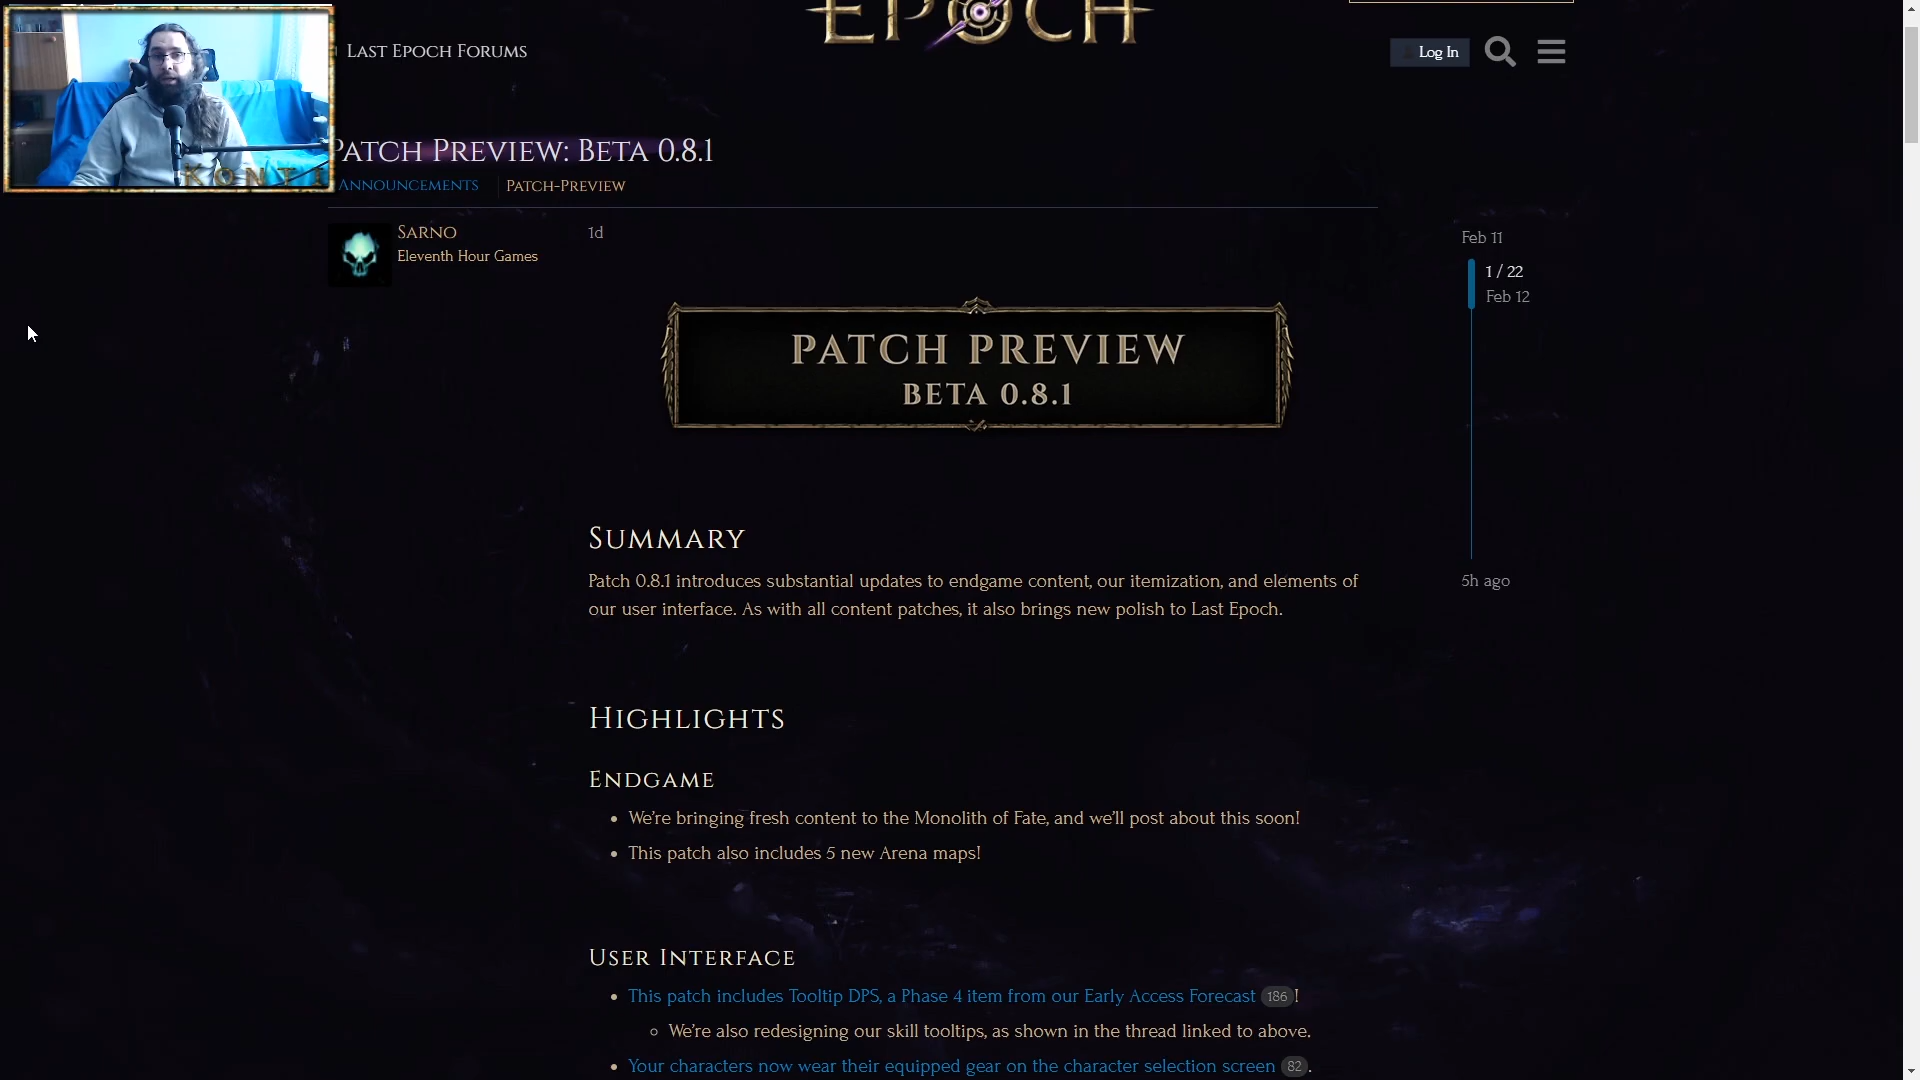 EPOCH
Last Epoch Forums
Log In
Patch Preview: Beta 0.8.1
Announcements
Patch-Preview
Sarno
1d
Eleventh Hour Games
Feb 11
1 / 22
Feb 12
PATCH PREVIEW
BETA 0.8.1
Summary
Patch 0.8.1 introduces substantial updates to endgame content, our itemization, and elements of
our user interface. As with all content patches, it also brings new polish to Last Epoch.
5h ago
Highlights
Endgame
• We're bringing fresh content to the Monolith of Fate, and we'll post about this soon!
• This patch also includes 5 new Arena maps!
User Interface
• This patch includes Tooltip DPS, a Phase 4 item from our Early Access Forecast 186 !
◦ We're also redesigning our skill tooltips, as shown in the thread linked to above.
• Your characters now wear their equipped gear on the character selection screen 82 .